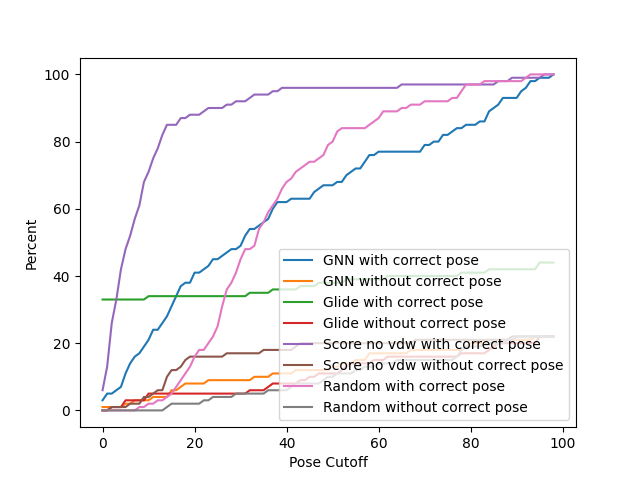 100
80
60
40
20
0
Percent
GNN with correct pose
GNN without correct pose
Glide with correct pose
Glide without correct pose
Score no vdw with correct pose
Score no vdw without correct pose
Random with correct pose
Random without correct pose
0 20 40 60 80 100
Pose Cutoff